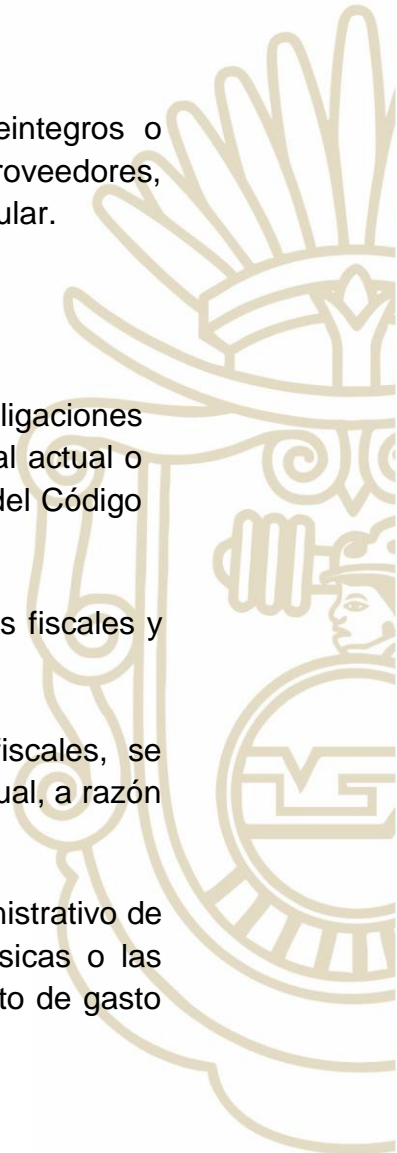 eintegros o
roveedores,
ular.
ligaciones
al actual o
del Código
s fiscales y
iscales, se
ual, a razón
nistrativo de
sicas o las
to de gasto